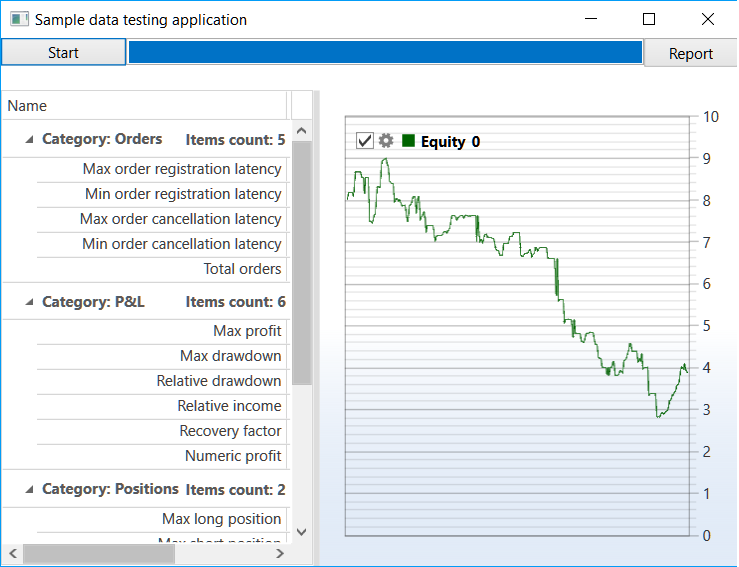 Sample data testing application
Start
Report
Name
Category: Orders Items count: 5
Max order registration latency
Min order registration latency
Max order cancellation latency
Min order cancellation latency
Total orders
Category: P&L Items count: 6
Max profit
Max drawdown
Relative drawdown
Relative income
Recovery factor
Numeric profit
Category: Positions Items count: 2
Max long position
Max short position
Equity 0
10
9
8
7
6
5
4
3
2
1
0